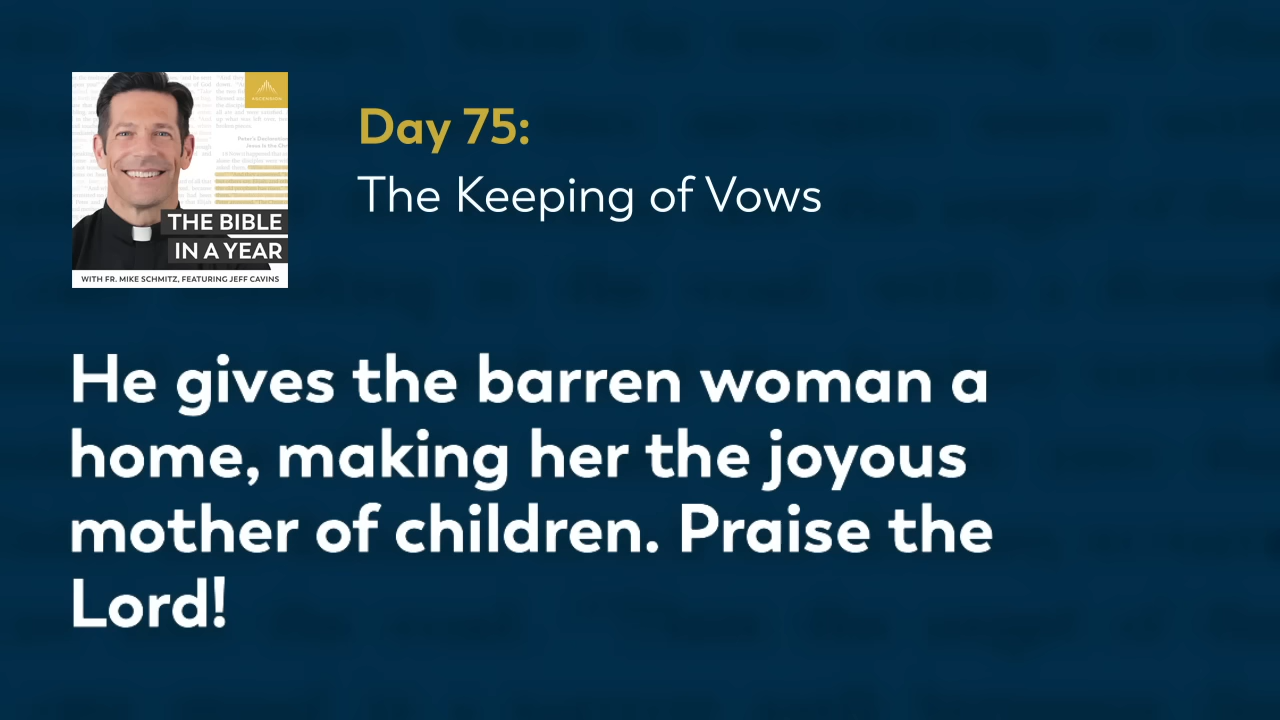 ASCENSION
Day 75:
The Keeping of Vows
THE BIBLE
IN A YEAR
WITH FR. MIKE SCHMITZ, FEATURING JEFF CAVINS
He gives the barren woman a
home, making her the joyous
mother of children. Praise the
Lord!